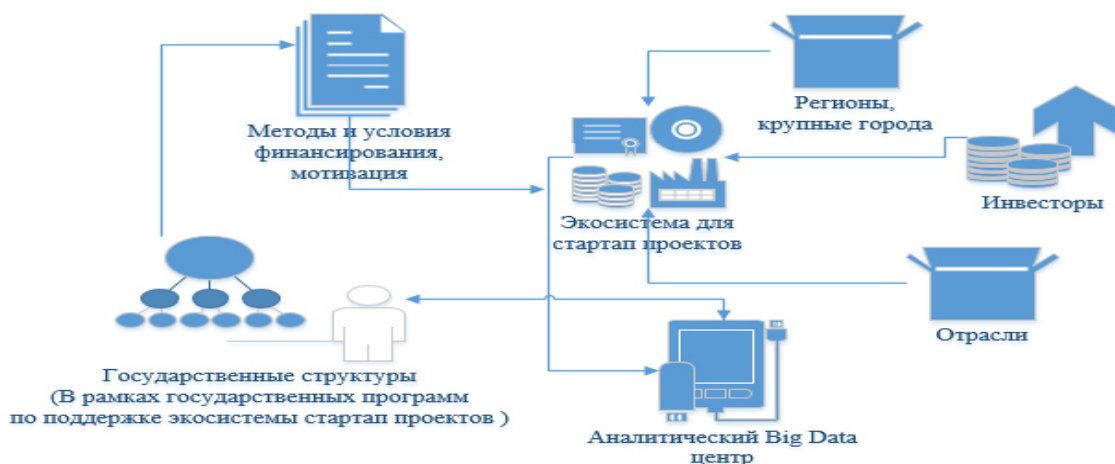 Методы и условия
финансирования,
мотивация
Регионы,
крупные города
Инвесторы
Экосистема для
стартап проектов
Отрасли
Государственные структуры
(В рамках государственных программ
по поддержке экосистемы стартап проектов )
Аналитический Big Data
центр